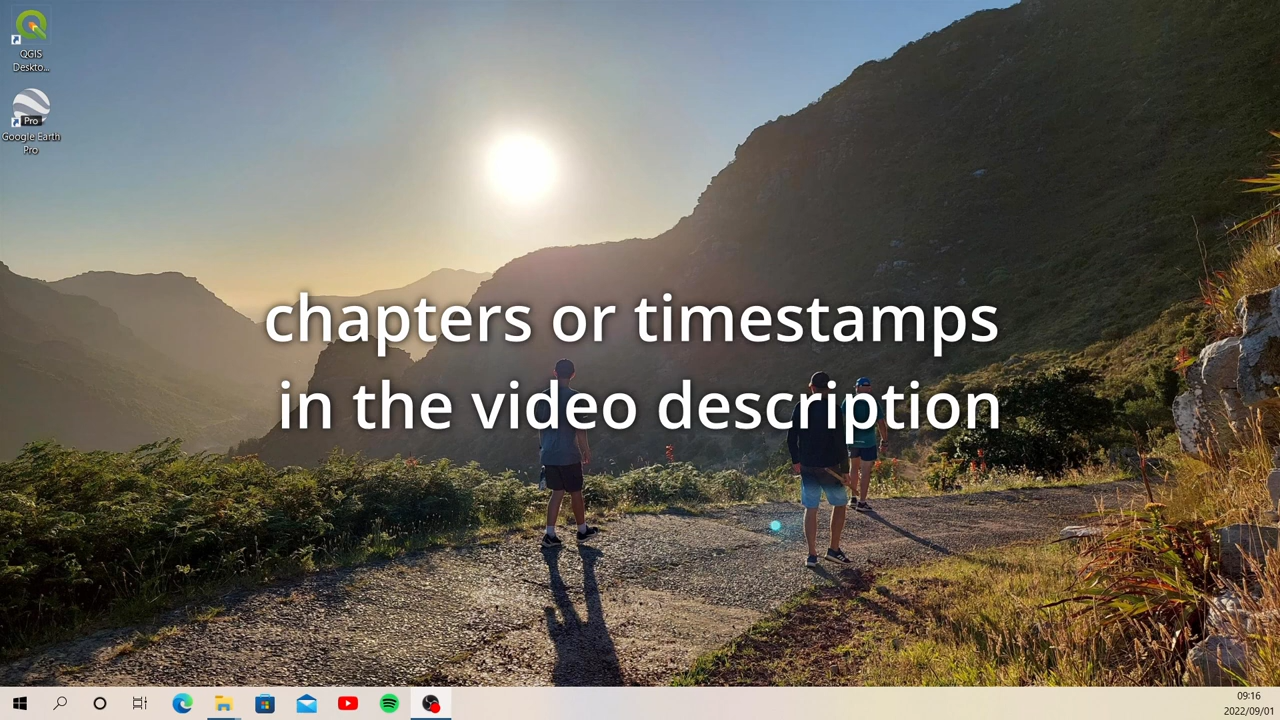 QGIS
Deskto...
Pro
Google Earth
Pro
chapters or timestamps
in the video description
09:16
2022/09/01